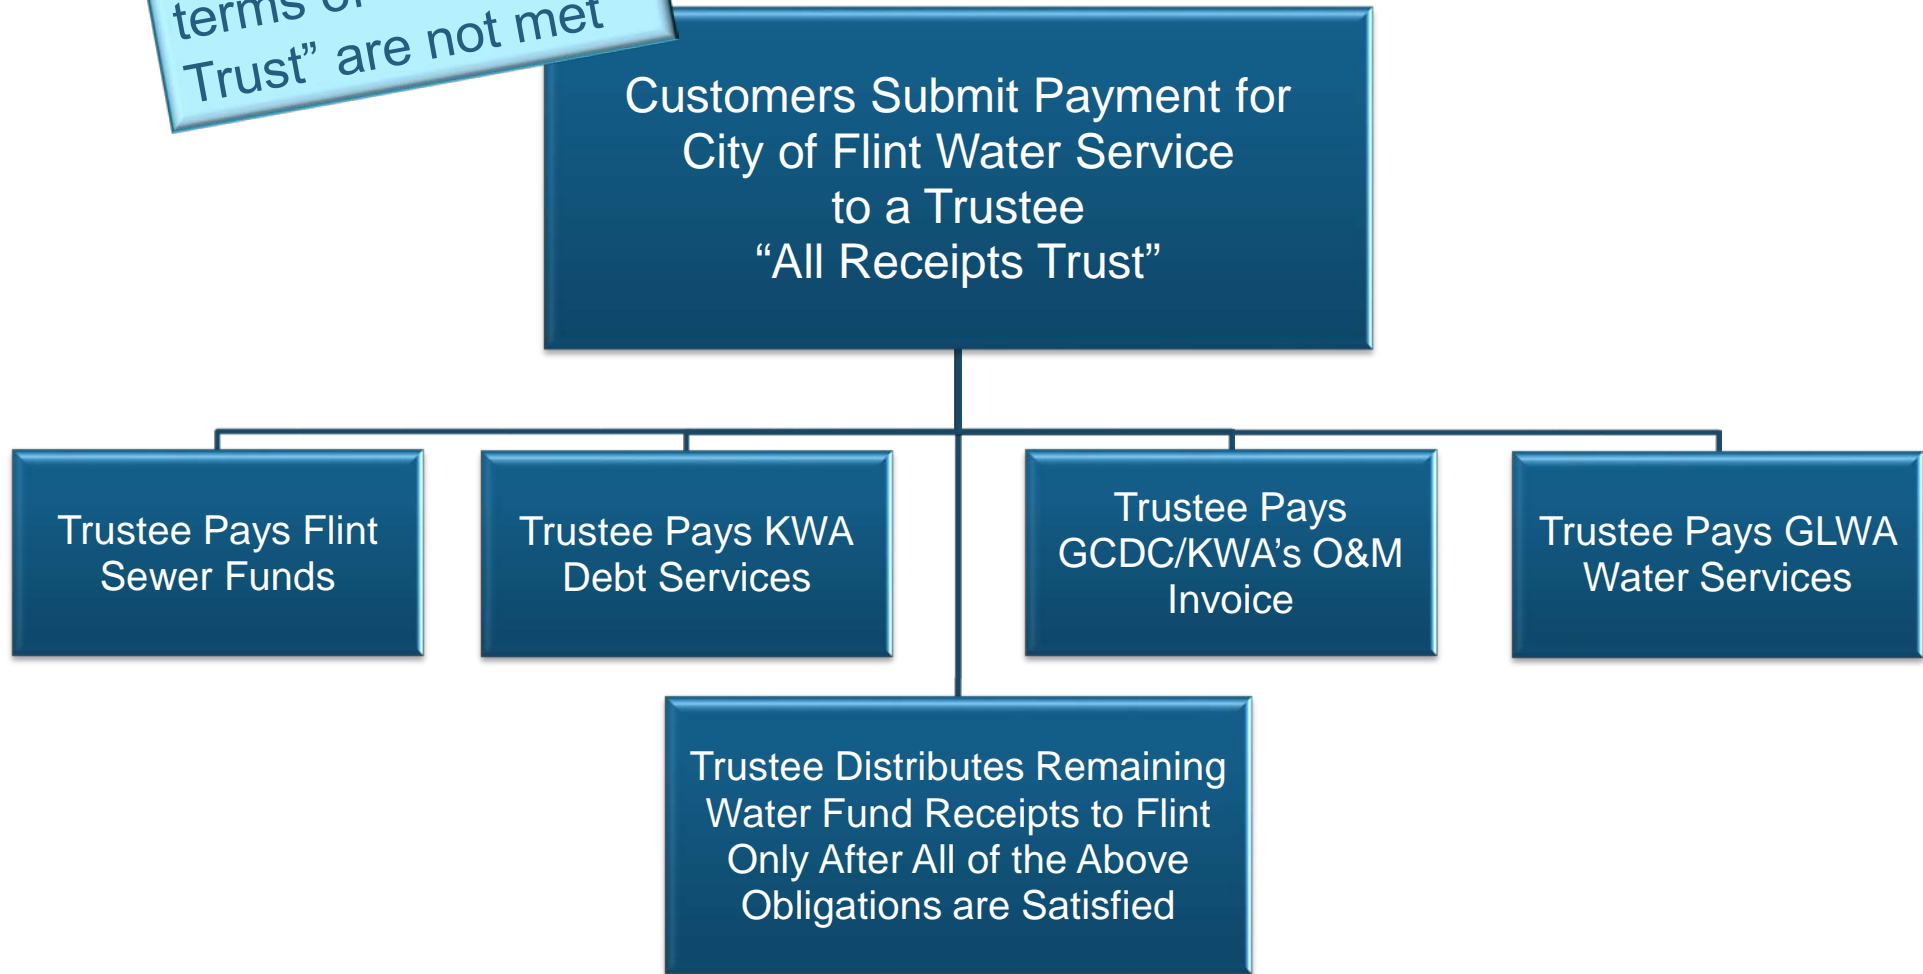 terms of
Trust” are not met
Customers Submit Payment for
City of Flint Water Service
to a Trustee
“All Receipts Trust”
Trustee Pays Flint
Sewer Funds
Trustee Pays KWA
Debt Services
Trustee Pays
GCDC/KWA’s O&M
Invoice
Trustee Pays GLWA
Water Services
Trustee Distributes Remaining
Water Fund Receipts to Flint
Only After All of the Above
Obligations are Satisfied